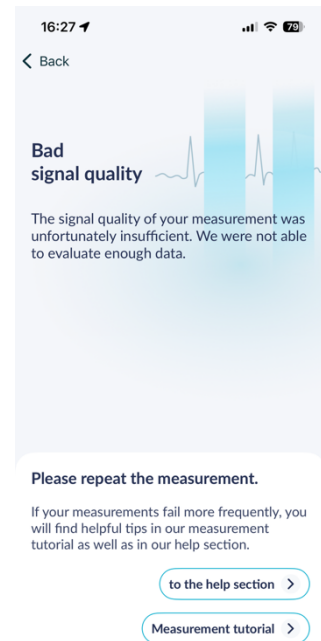 16:27
79
Back
Bad
signal quality
The signal quality of your measurement was
unfortunately insufficient. We were not able
to evaluate enough data.
Please repeat the measurement.
If your measurements fail more frequently, you
will find helpful tips in our measurement
tutorial as well as in our help section.
to the help section
Measurement tutorial